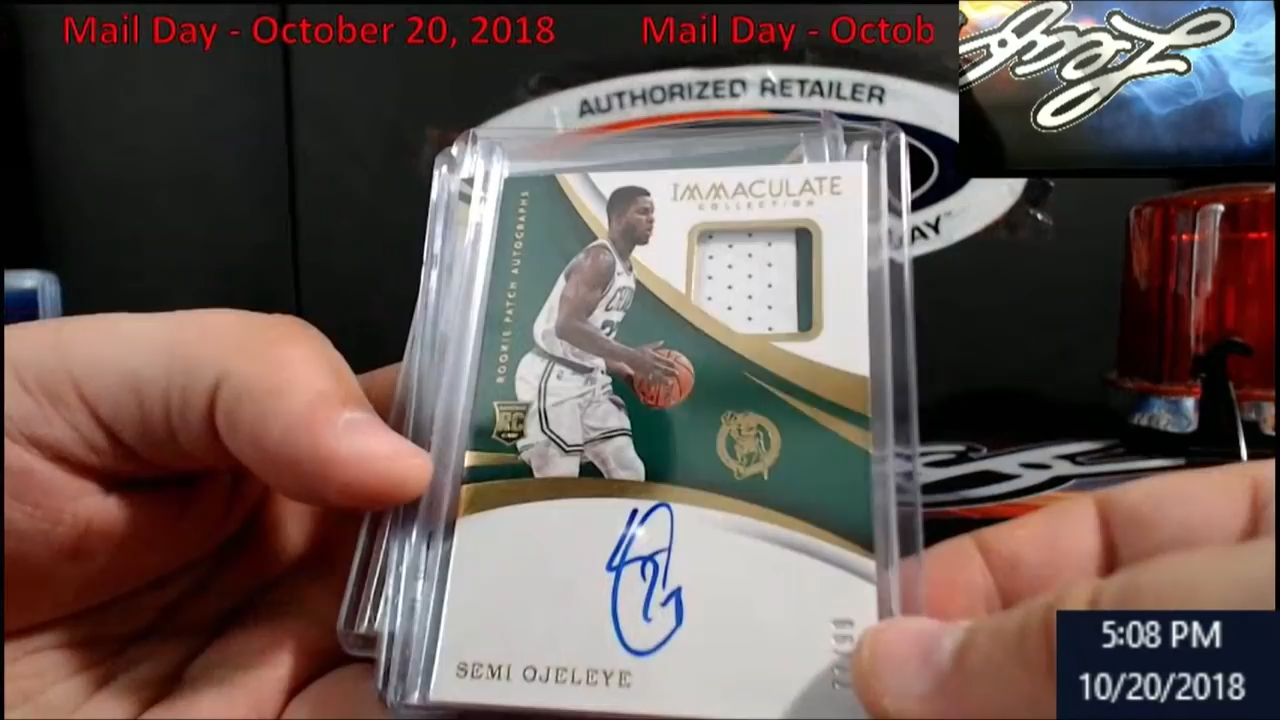 Mail Day - October 20, 2018
Mail Day - Octob
AUTHORIZED RETAILER
IMMACULATE
COLLECTION
ROOKIE PATCH AUTOGRAPHS
RC
SEMI OJELEYE
5:08 PM
10/20/2018